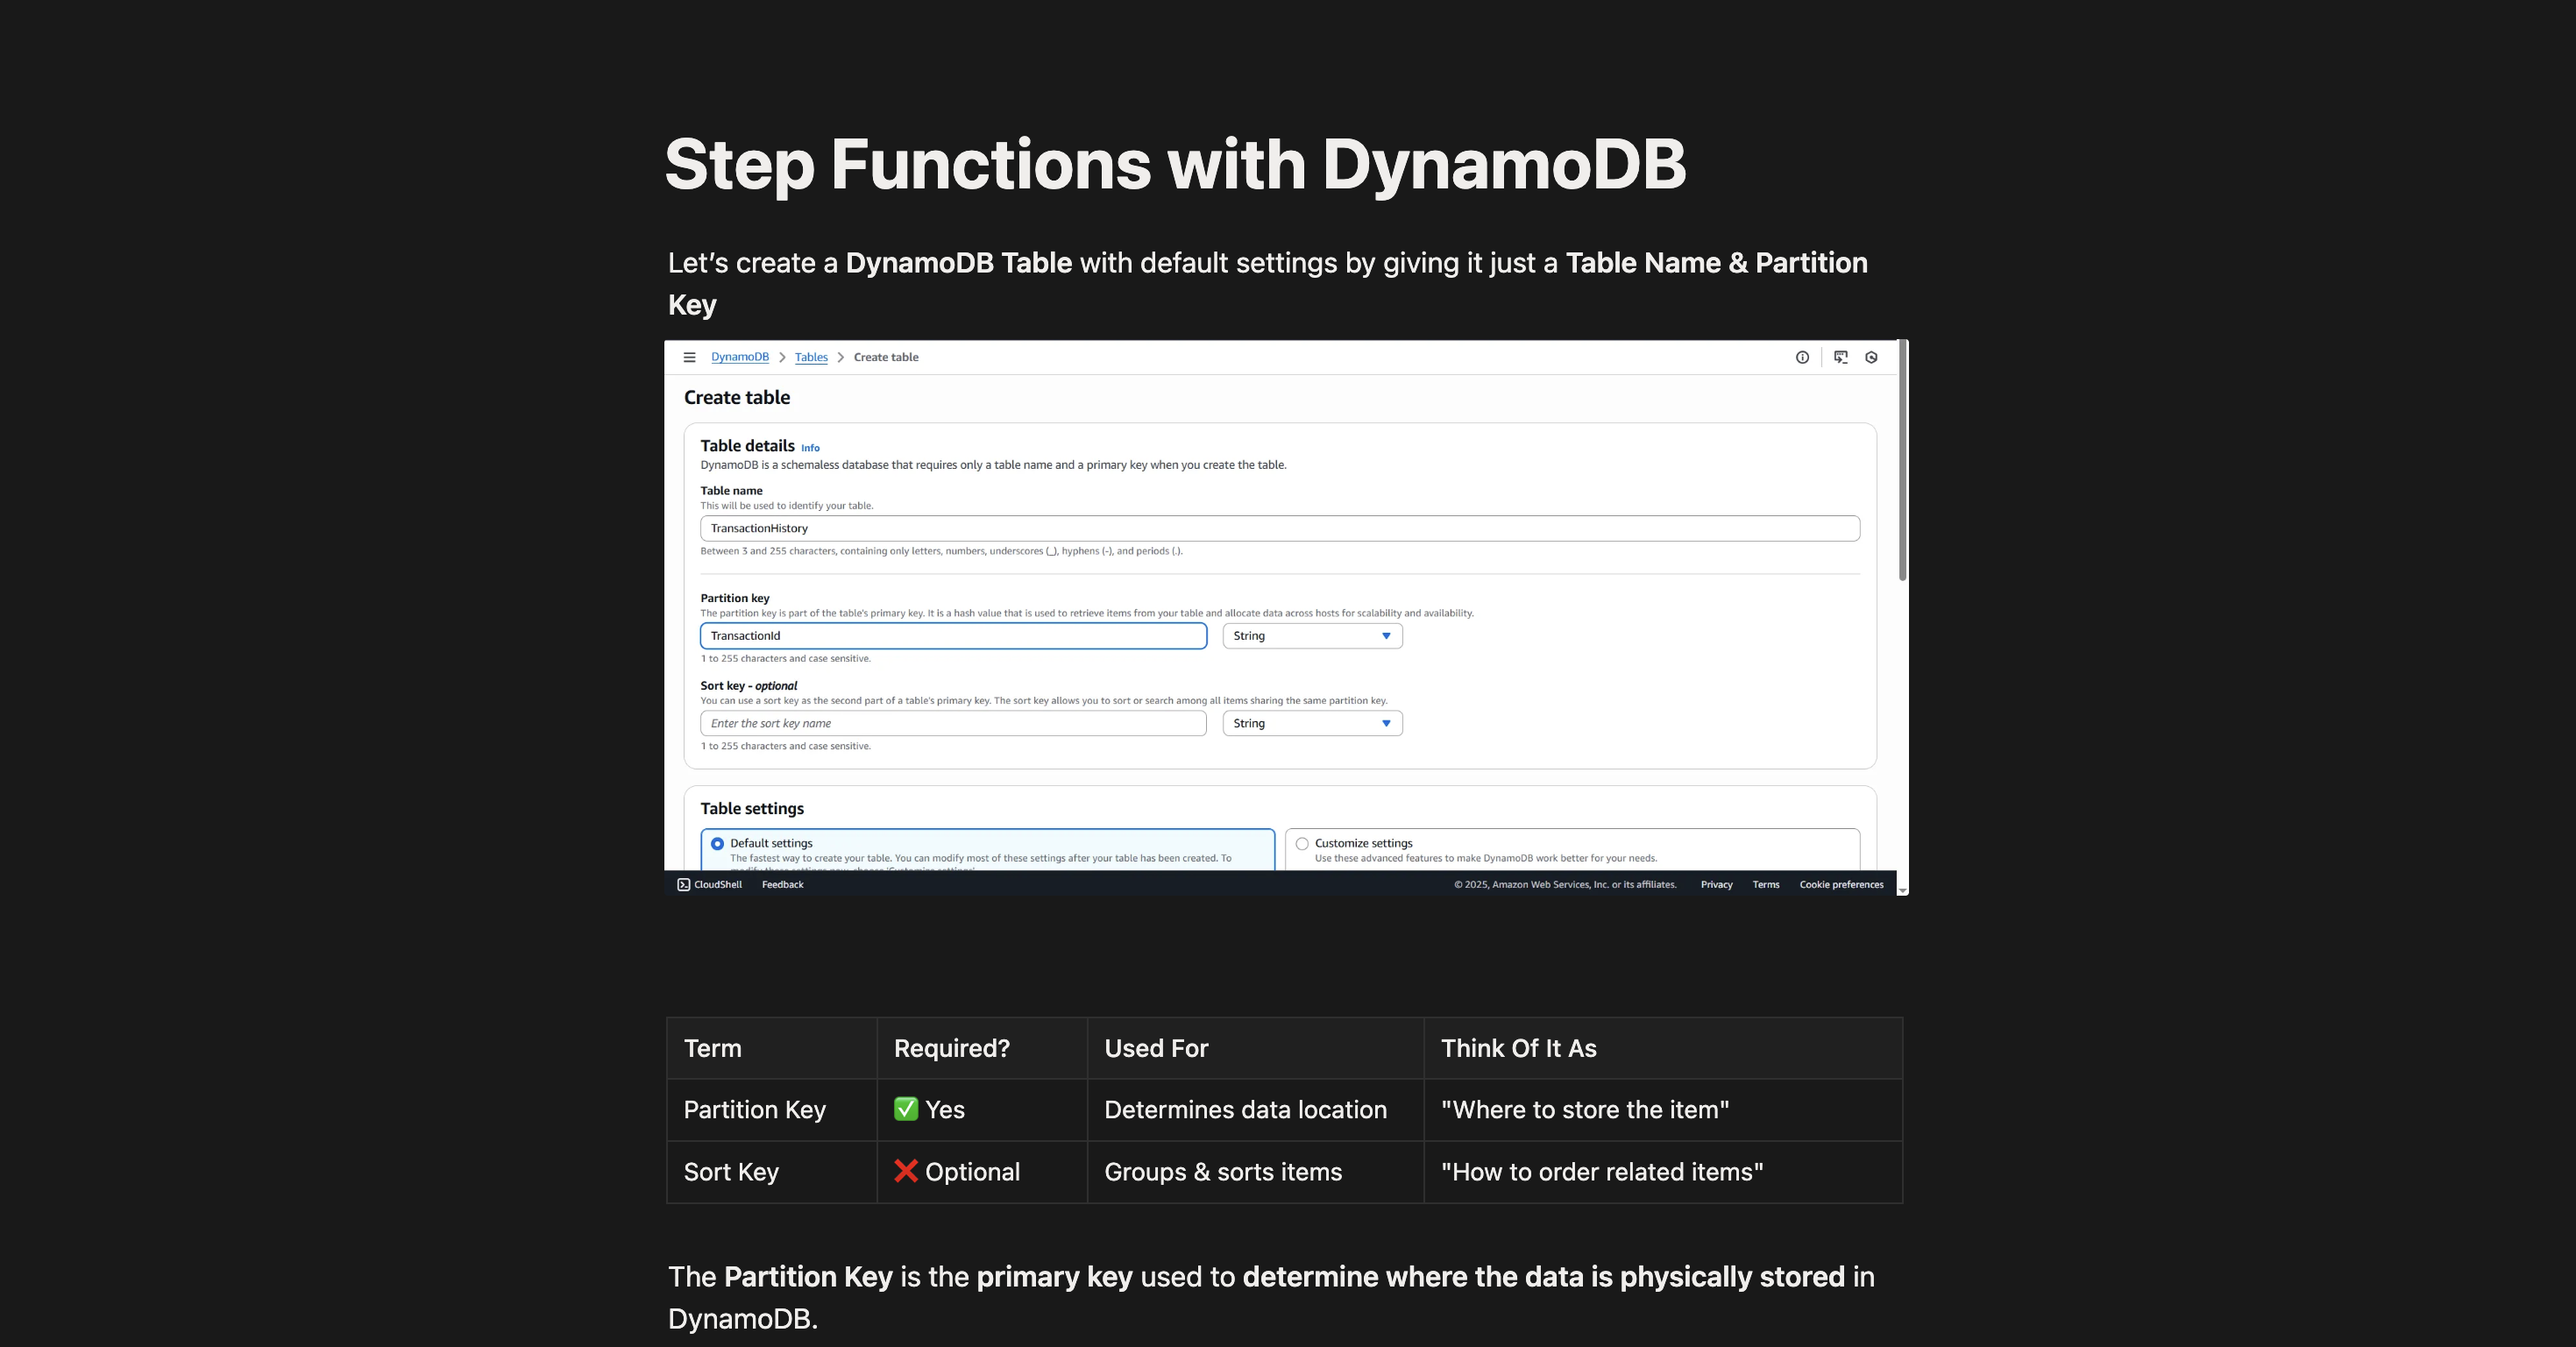 Step Functions with DynamoDB
Let’s create a DynamoDB Table with default settings by giving it just a Table Name & Partition
Key
DynamoDB > Tables > Create table
Create table
Table details Info
DynamoDB is a schemaless database that requires only a table name and a primary key when you create the table.
Table name
This will be used to identify your table.
TransactionHistory
Between 3 and 255 characters, containing only letters, numbers, underscores (_), hyphens (-), and periods (.).
Partition key
The partition key is part of the table's primary key. It is a hash value that is used to retrieve items from your table and allocate data across hosts for scalability and availability.
TransactionId String
1 to 255 characters and case sensitive.
Sort key - optional
You can use a sort key as the second part of a table's primary key. The sort key allows you to sort or search among all items sharing the same partition key.
Enter the sort key name String
1 to 255 characters and case sensitive.
Table settings
Default settings Customize settings
The fastest way to create your table. You can modify most of these settings after your table has been created. To Use these advanced features to make DynamoDB work better for your needs.
CloudShell Feedback © 2025, Amazon Web Services, Inc. or its affiliates. Privacy Terms Cookie preferences
Term Required? Used For Think Of It As
Partition Key ✅ Yes Determines data location "Where to store the item"
Sort Key ❌ Optional Groups & sorts items "How to order related items"
The Partition Key is the primary key used to determine where the data is physically stored in
DynamoDB.